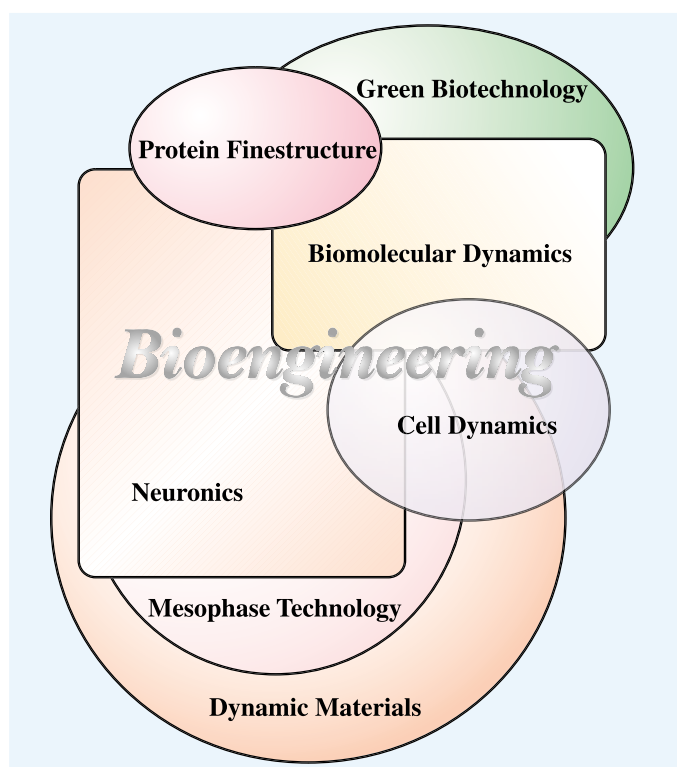 Green Biotechnology
Protein Finestructure
Biomolecular Dynamics
Bioengineering
Cell Dynamics
Neuronics
Mesophase Technology
Dynamic Materials